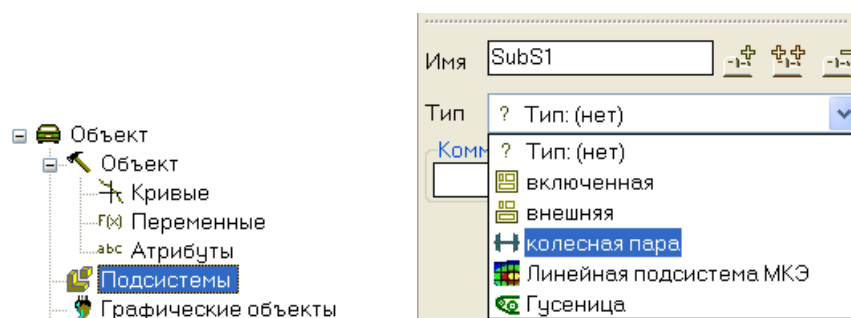 Объект
Объект
Кривые
F(x) Переменные
abc Атрибуты
Подсистемы
Графические объекты
Имя SubS1
Тип ? Тип: (нет)
? Тип: (нет)
включенная
внешняя
колесная пара
Линейная подсистема МКЭ
Гусеница